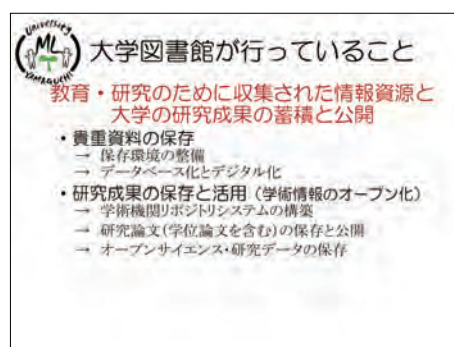 University
ML
YAMAGUCHI
大学図書館が行っていること
教育・研究のために収集された情報資源と
大学の研究成果の蓄積と公開
・貴重資料の保存
→ 保存環境の整備
→ データベース化とデジタル化
・研究成果の保存と活用（学術情報のオープン化）
→ 学術機関リポジトリシステムの構築
→ 研究論文(学位論文を含む)の保存と公開
→ オープンサイエンス・研究データの保存